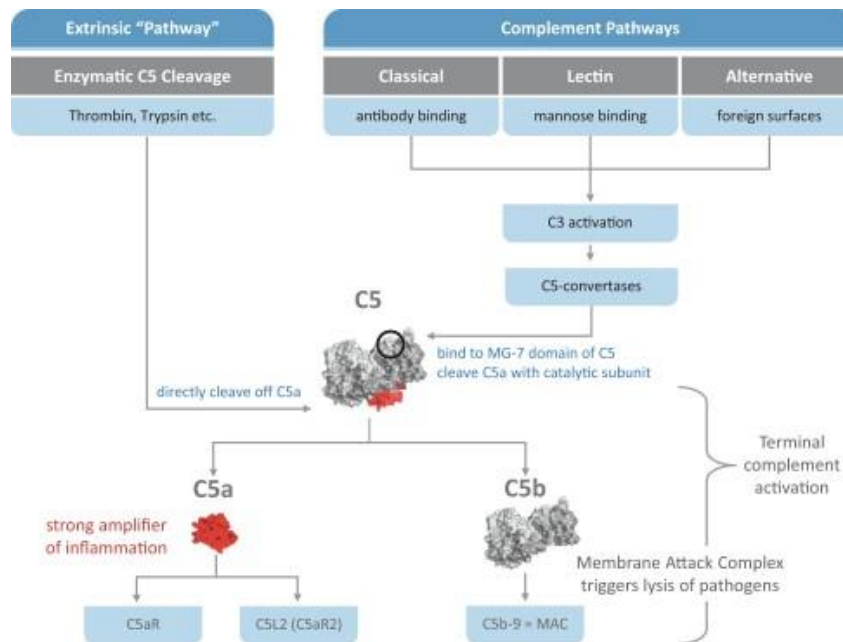 Extrinsic "Pathway"
Enzymatic C5 Cleavage
Thrombin, Trypsin etc.
Complement Pathways
Classical
Lectin
Alternative
antibody binding
mannose binding
foreign surfaces
C3 activation
C5-convertases
C5
bind to MG-7 domain of C5
cleave C5a with catalytic subunit
directly cleave off C5a
Terminal
complement
activation
C5a
C5b
strong amplifier
of inflammation
Membrane Attack Complex
triggers lysis of pathogens
C5aR
C5L2 (C5aR2)
C5b-9 = MAC